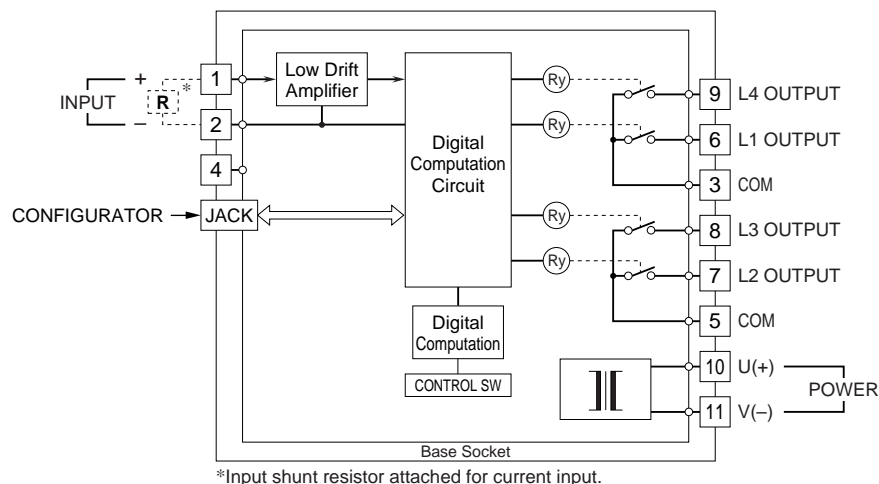 INPUT
+
–
R
*
1
2
4
JACK
CONFIGURATOR
Low Drift
Amplifier
Digital
Computation
Circuit
Digital
Computation
CONTROL SW
Ry
Ry
Ry
Ry
9 L4 OUTPUT
6 L1 OUTPUT
3 COM
8 L3 OUTPUT
7 L2 OUTPUT
5 COM
10 U(+)
11 V(–)
POWER
Base Socket
*Input shunt resistor attached for current input.